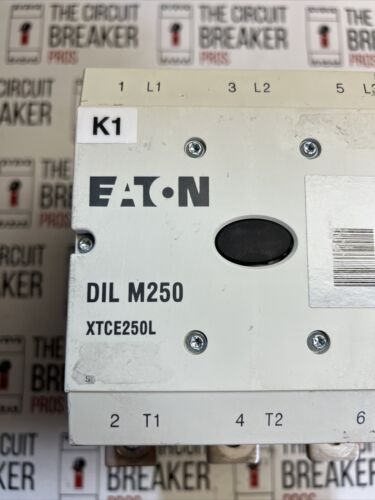 THE CIRCUIT
BREAKER
PROS
1 L1 3 L2 5
K1
EATON
DIL M250
XTCE250L
2 T1 4 T2 6